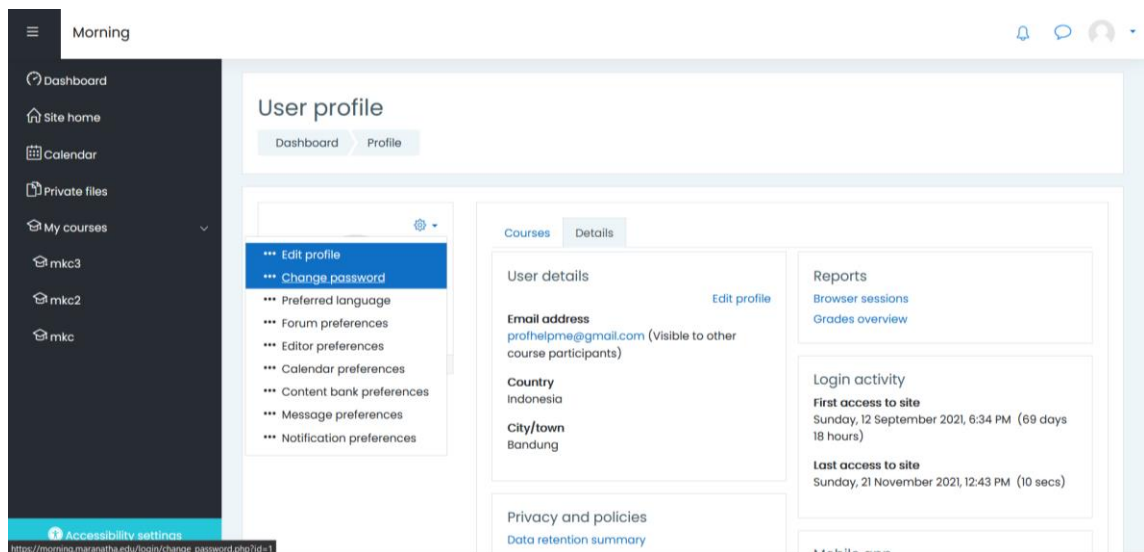 Morning
Dashboard
Site home
Calendar
Private files
My courses
mkc3
mkc2
mkc
Accessibility settings
https://morning.maranatha.edu/login/change_password.php?id=1
User profile
Dashboard
Profile
Edit profile
Change password
Preferred language
Forum preferences
Editor preferences
Calendar preferences
Content bank preferences
Message preferences
Notification preferences
Courses
Details
User details
Edit profile
Email address
profhelpme@gmail.com (Visible to other
course participants)
Country
Indonesia
City/town
Bandung
Privacy and policies
Data retention summary
Reports
Browser sessions
Grades overview
Login activity
First access to site
Sunday, 12 September 2021, 6:34 PM (69 days
18 hours)
Last access to site
Sunday, 21 November 2021, 12:43 PM (10 secs)
Mobile app